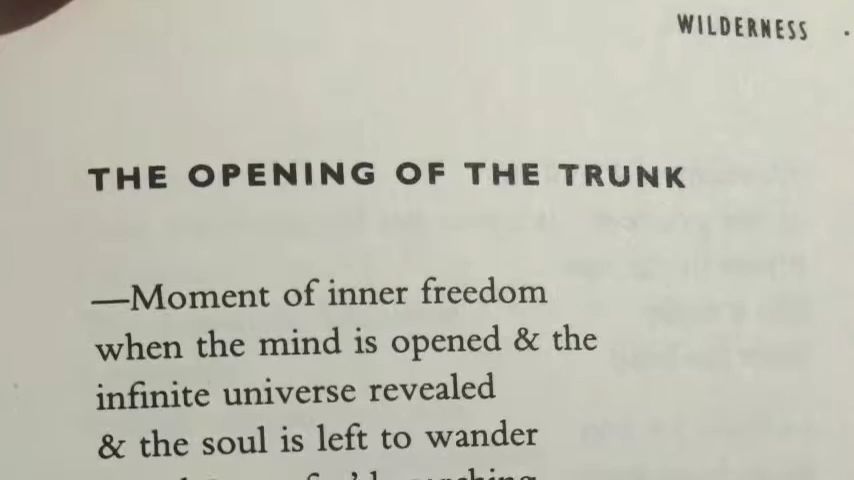 WILDERNESS ·
THE OPENING OF THE TRUNK
—Moment of inner freedom
when the mind is opened & the
infinite universe revealed
& the soul is left to wander